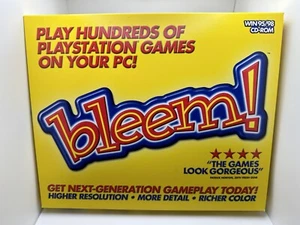 PLAY HUNDREDS OF
PLAYSTATION GAMES
ON YOUR PC!
WIN 95/98
CD-ROM
bleem!
"THE GAMES
LOOK GORGEOUS"
GET NEXT-GENERATION GAMEPLAY TODAY!
HIGHER RESOLUTION • MORE DETAIL • RICHER COLOR